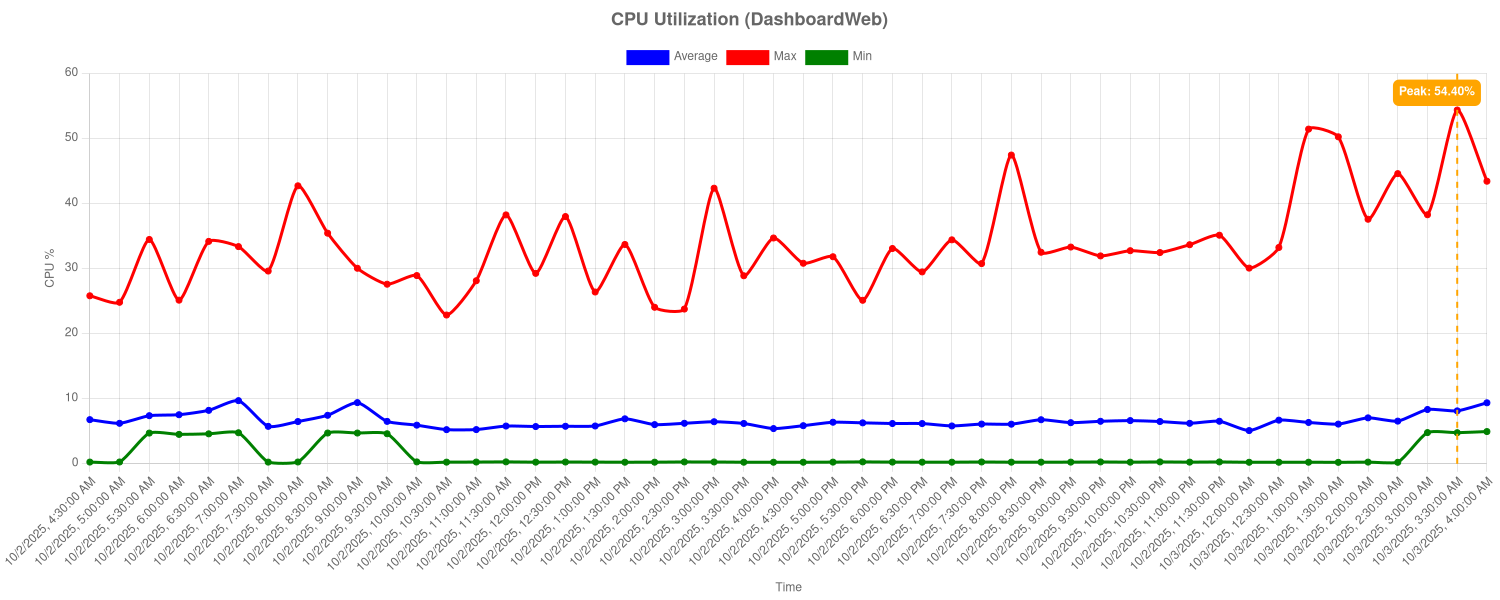 CPU Utilization (DashboardWeb)
Average Max Min
Peak: 54.40%
60
50
40
30
20
10
0
CPU %
10/2/2025, 4:30:00 AM
10/2/2025, 5:00:00 AM
10/2/2025, 5:30:00 AM
10/2/2025, 6:00:00 AM
10/2/2025, 6:30:00 AM
10/2/2025, 7:00:00 AM
10/2/2025, 7:30:00 AM
10/2/2025, 8:00:00 AM
10/2/2025, 8:30:00 AM
10/2/2025, 9:00:00 AM
10/2/2025, 9:30:00 AM
10/2/2025, 10:00:00 AM
10/2/2025, 10:30:00 AM
10/2/2025, 11:00:00 AM
10/2/2025, 11:30:00 AM
10/2/2025, 12:00:00 PM
10/2/2025, 12:30:00 PM
10/2/2025, 1:00:00 PM
10/2/2025, 1:30:00 PM
10/2/2025, 2:00:00 PM
10/2/2025, 2:30:00 PM
10/2/2025, 3:00:00 PM
10/2/2025, 3:30:00 PM
10/2/2025, 4:00:00 PM
10/2/2025, 4:30:00 PM
10/2/2025, 5:00:00 PM
10/2/2025, 5:30:00 PM
10/2/2025, 6:00:00 PM
10/2/2025, 6:30:00 PM
10/2/2025, 7:00:00 PM
10/2/2025, 7:30:00 PM
10/2/2025, 8:00:00 PM
10/2/2025, 8:30:00 PM
10/2/2025, 9:00:00 PM
10/2/2025, 9:30:00 PM
10/2/2025, 10:00:00 PM
10/2/2025, 10:30:00 PM
10/2/2025, 11:00:00 PM
10/2/2025, 11:30:00 PM
10/3/2025, 12:00:00 AM
10/3/2025, 12:30:00 AM
10/3/2025, 1:00:00 AM
10/3/2025, 1:30:00 AM
10/3/2025, 2:00:00 AM
10/3/2025, 2:30:00 AM
10/3/2025, 3:00:00 AM
10/3/2025, 3:30:00 AM
10/3/2025, 4:00:00 AM
Time